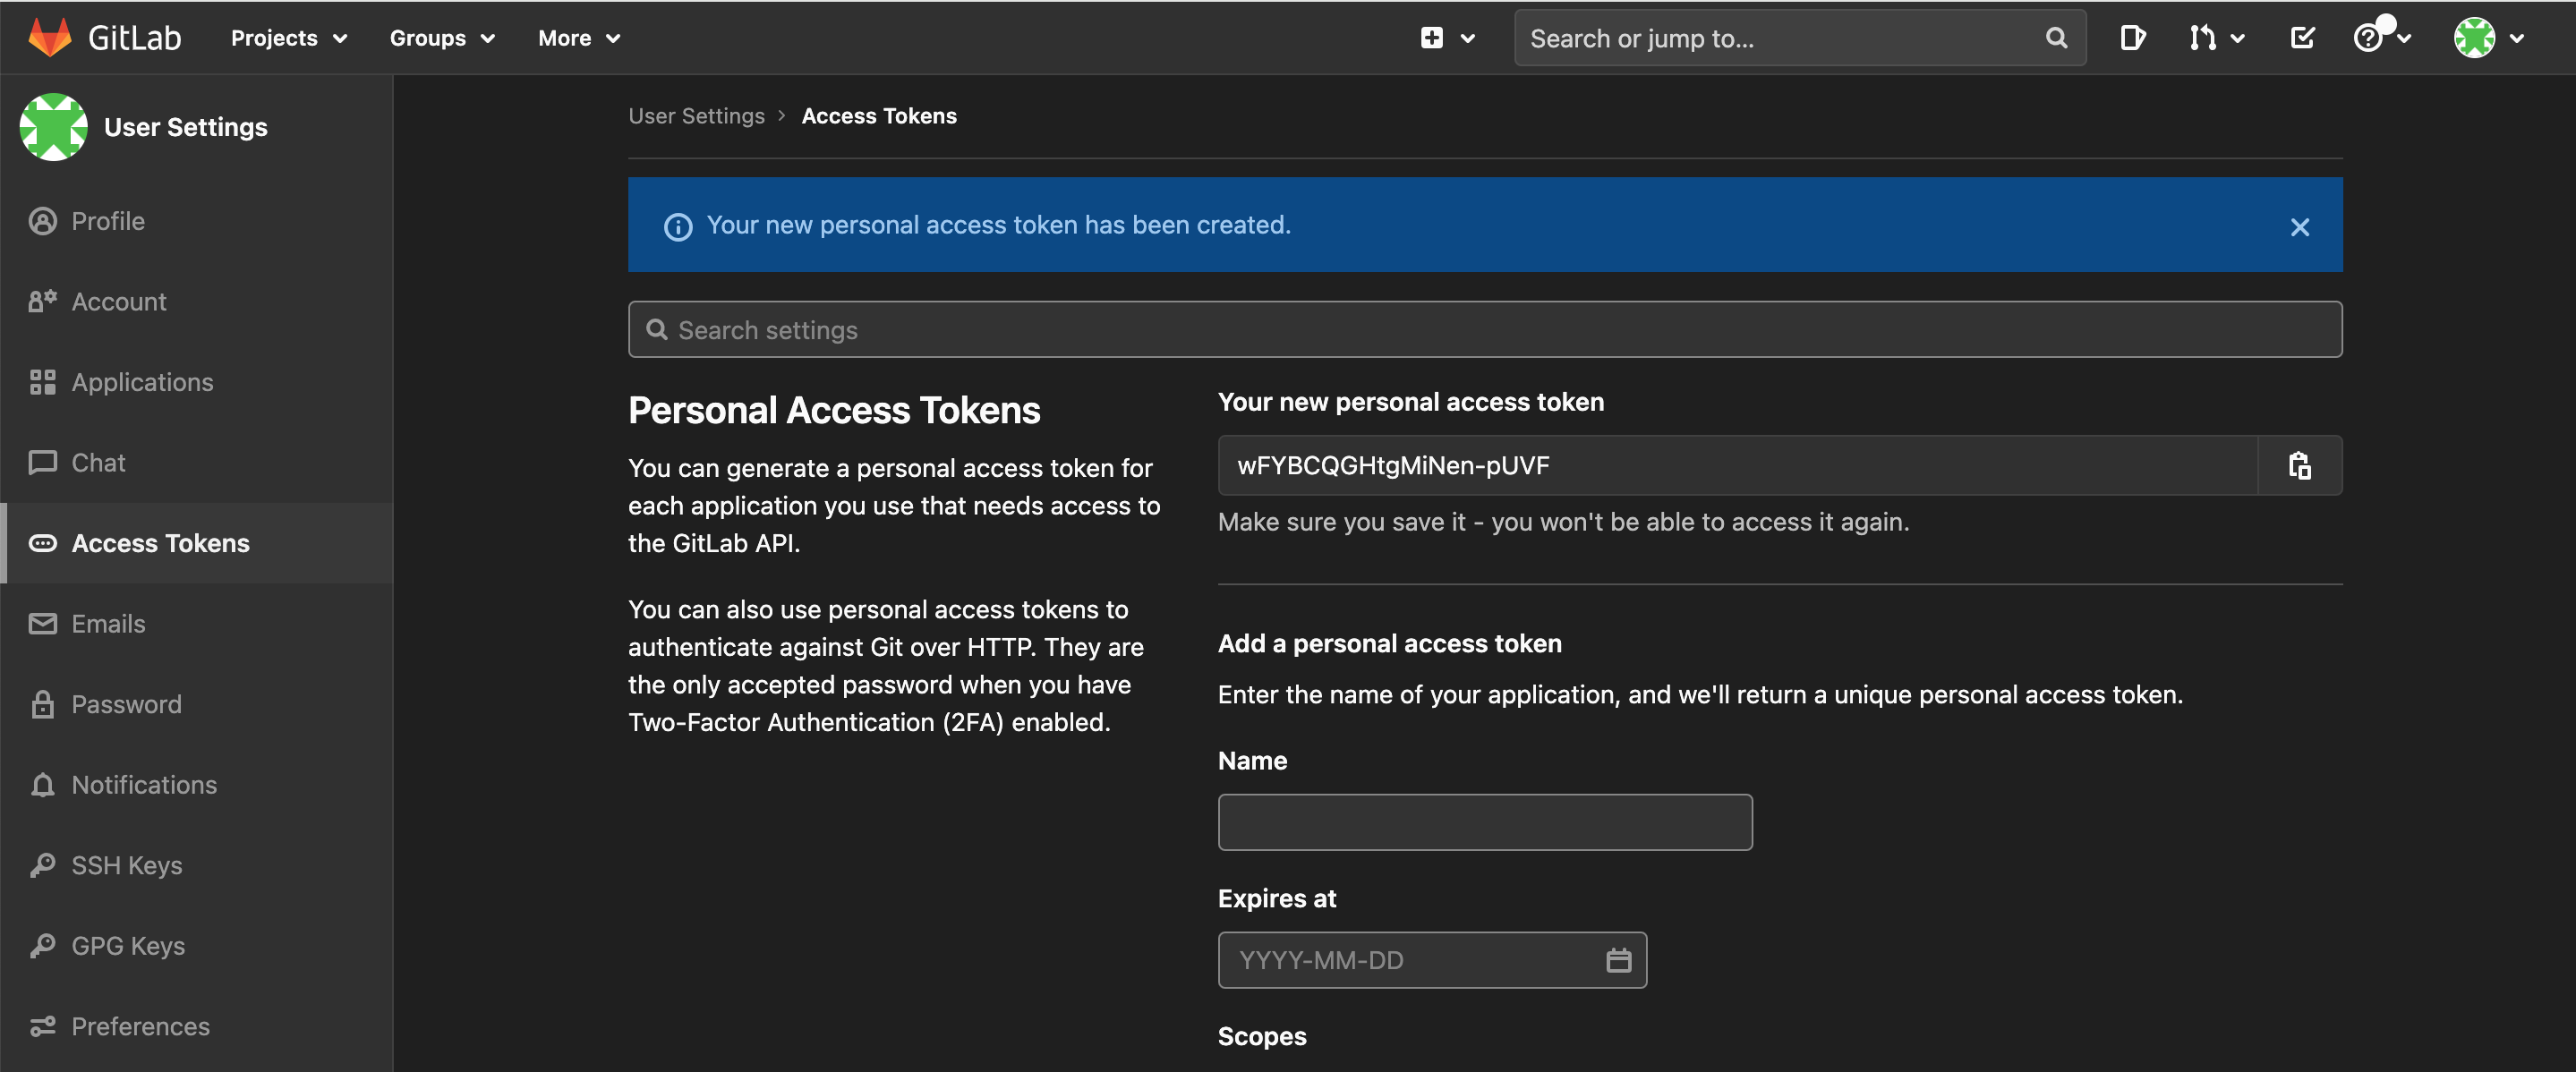 GitLab Projects Groups More Search or jump to...
User Settings
Profile
Account
Applications
Chat
Access Tokens
Emails
Password
Notifications
SSH Keys
GPG Keys
Preferences
User Settings > Access Tokens
Your new personal access token has been created.
Search settings
Personal Access Tokens
You can generate a personal access token for
each application you use that needs access to
the GitLab API.
You can also use personal access tokens to
authenticate against Git over HTTP. They are
the only accepted password when you have
Two-Factor Authentication (2FA) enabled.
Your new personal access token
wFYBCQGHtgMiNen-pUVF
Make sure you save it - you won't be able to access it again.
Add a personal access token
Enter the name of your application, and we'll return a unique personal access token.
Name
Expires at
YYYY-MM-DD
Scopes